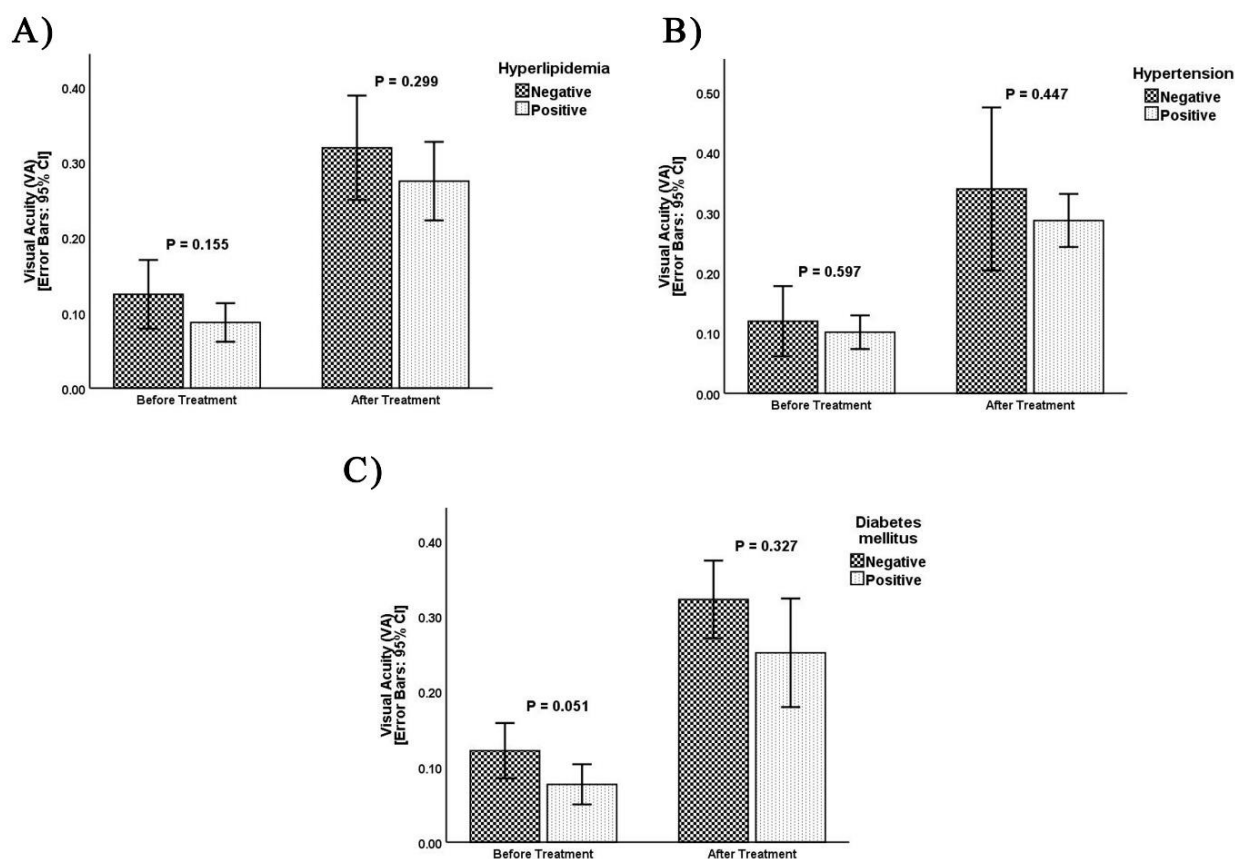 A)
Hyperlipidemia
Negative
Positive
P = 0.299
P = 0.155
Visual Acuity (VA)
[Error Bars: 95% CI]
0.40
0.30
0.20
0.10
0.00
Before Treatment
After Treatment
B)
Hypertension
Negative
Positive
P = 0.447
P = 0.597
Visual Acuity (VA)
[Error Bars: 95% CI]
0.50
0.40
0.30
0.20
0.10
0.00
Before Treatment
After Treatment
C)
Diabetes
mellitus
Negative
Positive
P = 0.327
P = 0.051
Visual Acuity (VA)
[Error Bars: 95% CI]
0.40
0.30
0.20
0.10
0.00
Before Treatment
After Treatment